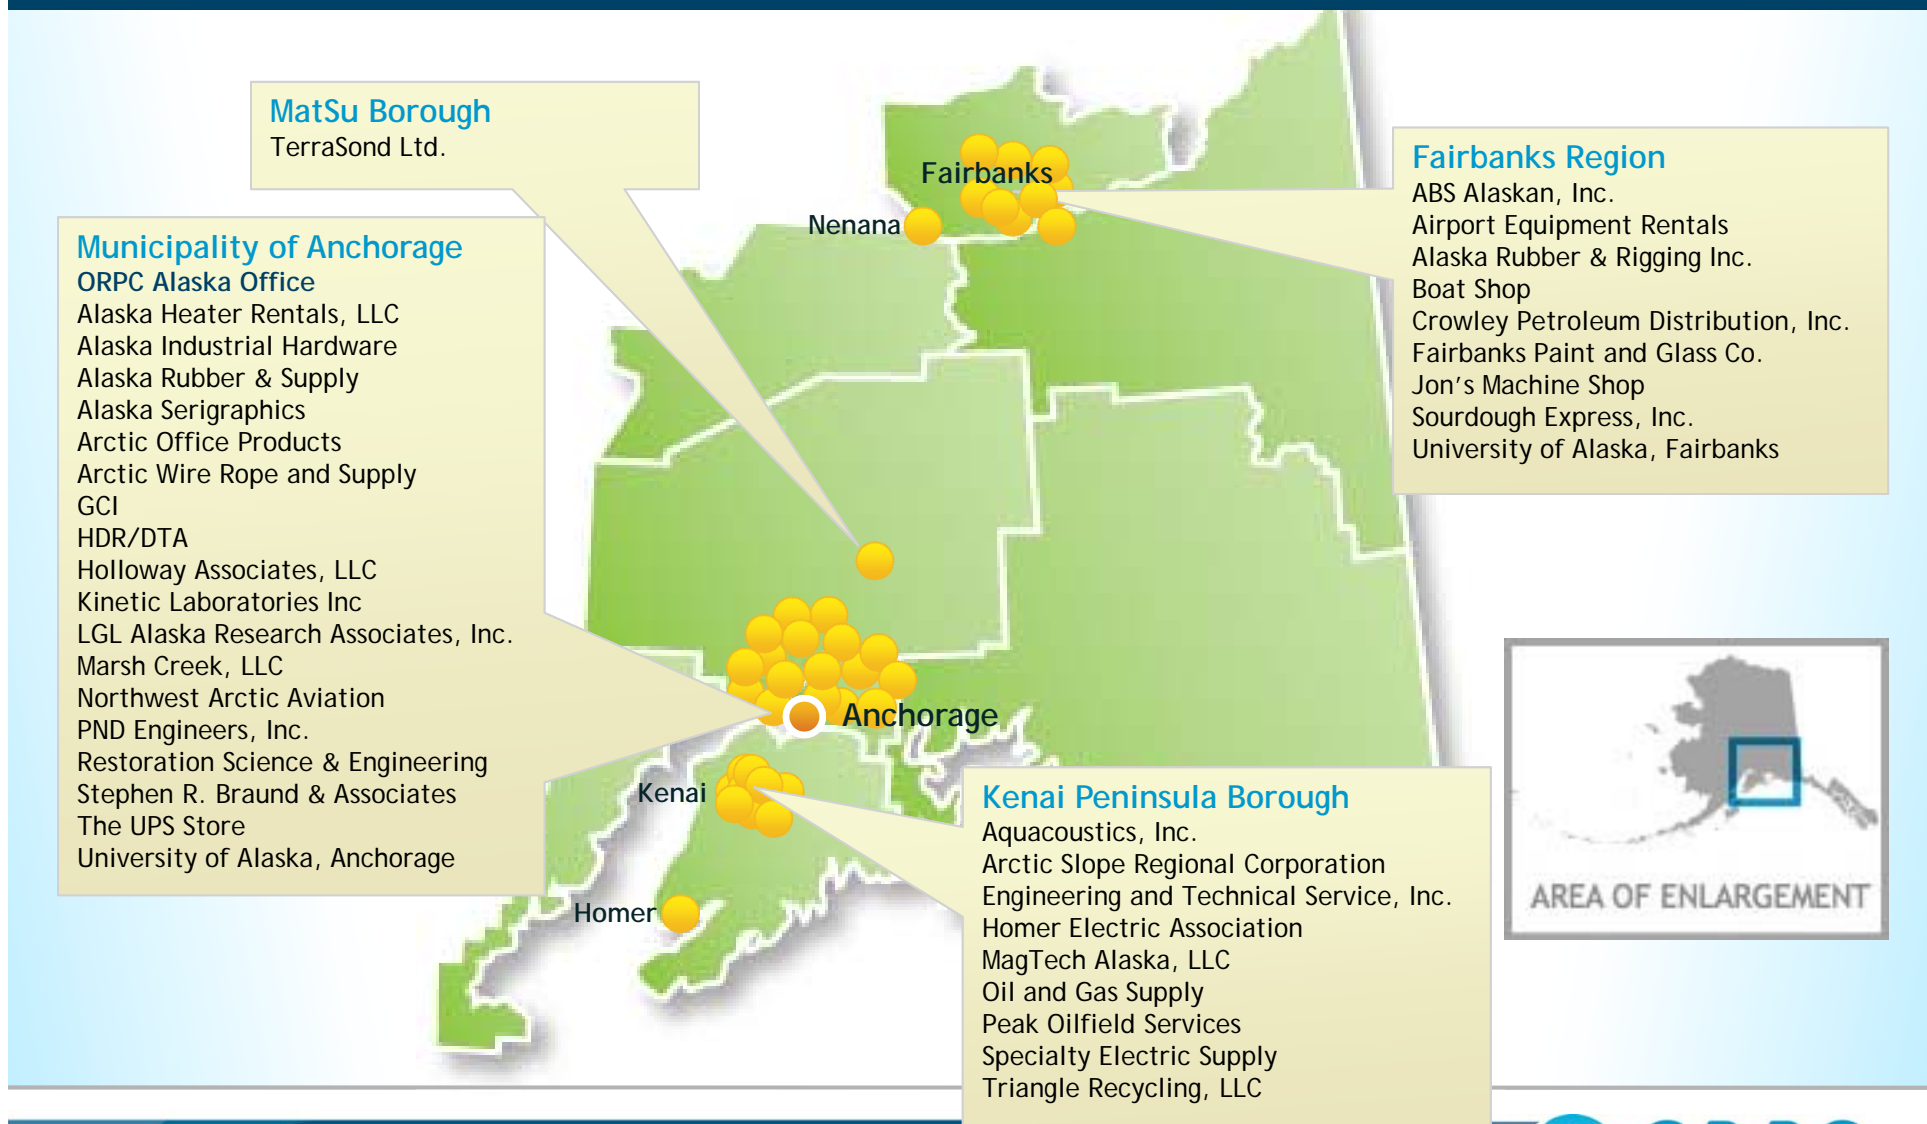 MatSu Borough
TerraSond Ltd.
Municipality of Anchorage
ORPC Alaska Office
Alaska Heater Rentals, LLC
Alaska Industrial Hardware
Alaska Rubber & Supply
Alaska Serigraphics
Arctic Office Products
Arctic Wire Rope and Supply
GCI
HDR/DTA
Holloway Associates, LLC
Kinetic Laboratories Inc
LGL Alaska Research Associates, Inc.
Marsh Creek, LLC
Northwest Arctic Aviation
PND Engineers, Inc.
Restoration Science & Engineering
Stephen R. Braund & Associates
The UPS Store
University of Alaska, Anchorage
Fairbanks
Nenana
Anchorage
Kenai
Homer
Fairbanks Region
ABS Alaskan, Inc.
Airport Equipment Rentals
Alaska Rubber & Rigging Inc.
Boat Shop
Crowley Petroleum Distribution, Inc.
Fairbanks Paint and Glass Co.
Jon's Machine Shop
Sourdough Express, Inc.
University of Alaska, Fairbanks
Kenai Peninsula Borough
Aquacoustics, Inc.
Arctic Slope Regional Corporation
Engineering and Technical Service, Inc.
Homer Electric Association
MagTech Alaska, LLC
Oil and Gas Supply
Peak Oilfield Services
Specialty Electric Supply
Triangle Recycling, LLC
AREA OF ENLARGEMENT